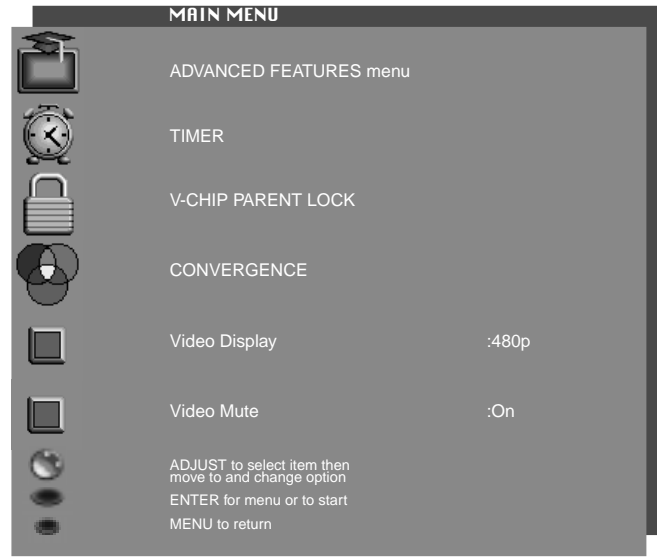 MAIN MENU
ADVANCED FEATURES menu
TIMER
V-CHIP PARENT LOCK
CONVERGENCE
Video Display :480p
Video Mute :On
ADJUST to select item then
move to and change option
ENTER for menu or to start
MENU to return